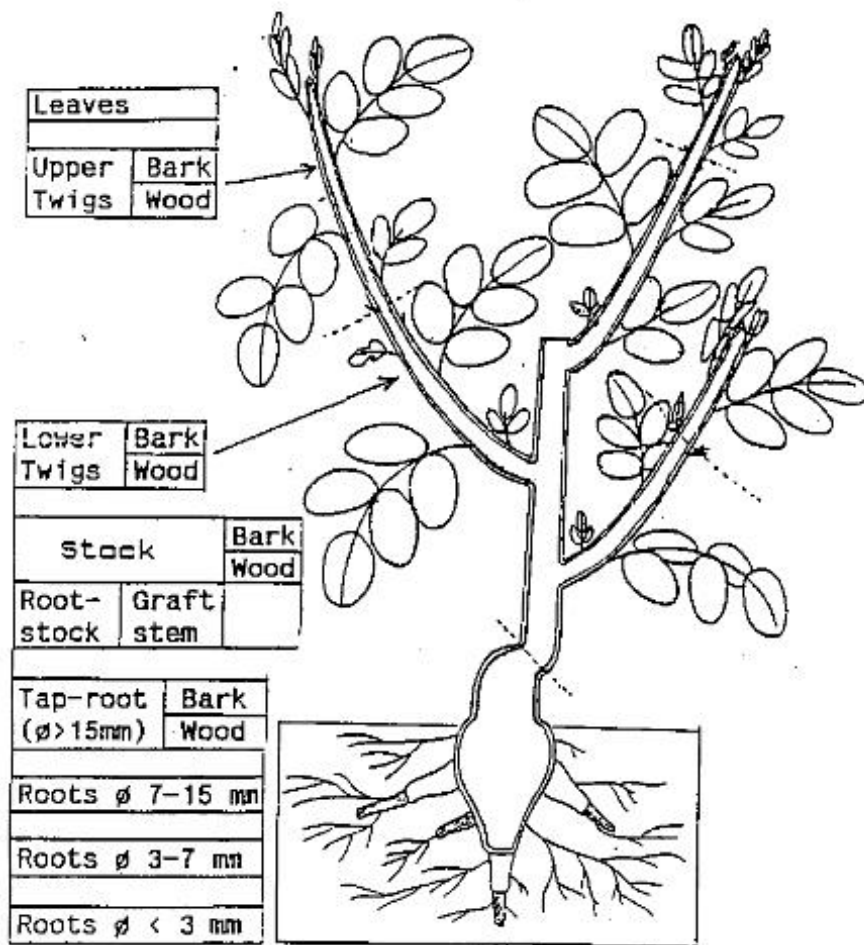 Leaves
Upper Bark
Twigs Wood
Lower Bark
Twigs Wood
Stock Bark
Wood
Root- Graft
stock stem
Tap-root Bark
(ø>15mm) Wood
Roots ø 7-15 mm
Roots ø 3-7 mm
Roots ø < 3 mm